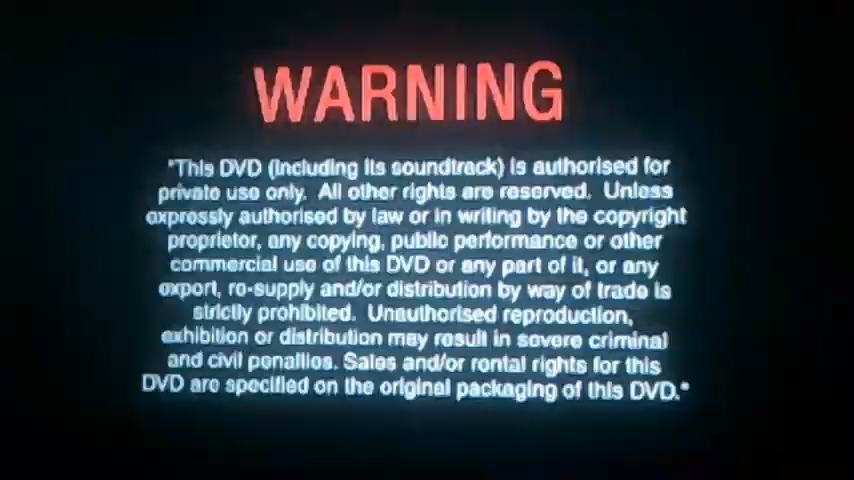 WARNING
"This DVD (including its soundtrack) is authorised for
private use only. All other rights are reserved. Unless
expressly authorised by law or in writing by the copyright
proprietor, any copying, public performance or other
commercial use of this DVD or any part of it, or any
export, re-supply and/or distribution by way of trade is
strictly prohibited. Unauthorised reproduction,
exhibition or distribution may result in severe criminal
and civil penalties. Sales and/or rental rights for this
DVD are specified on the original packaging of this DVD."